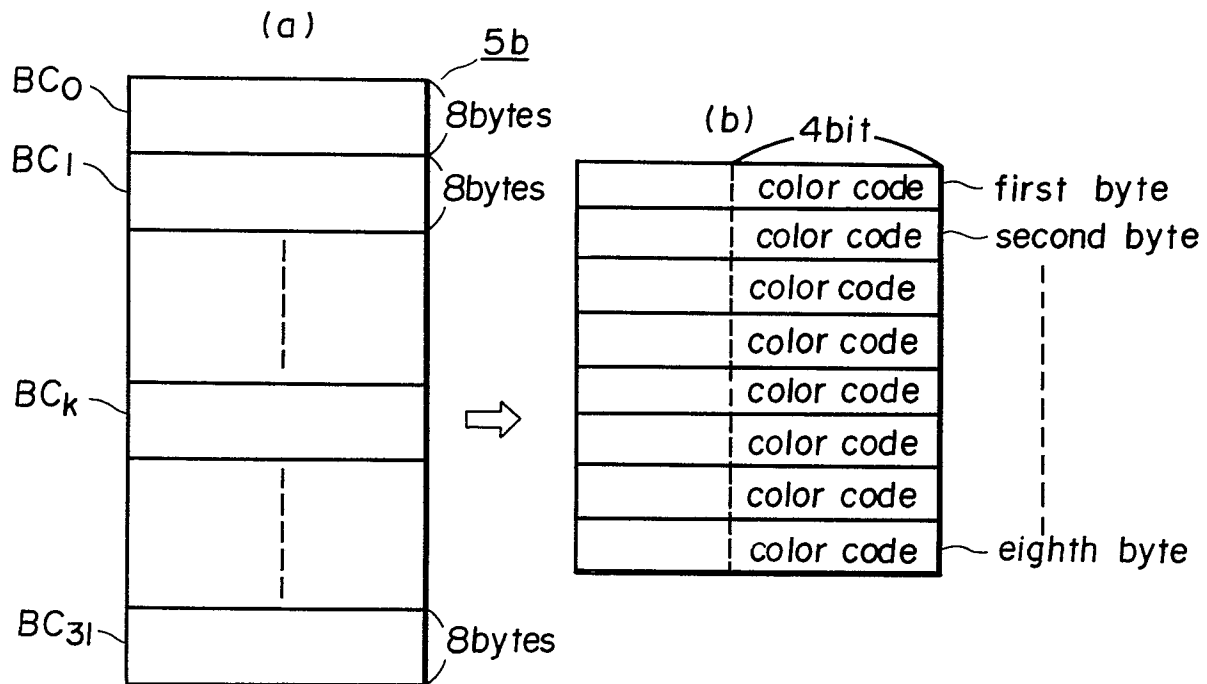 (a)
5b
BC0
8bytes
BC1
8bytes
BCk
BC31
8bytes
(b)
4bit
color code
first byte
color code
second byte
color code
color code
color code
color code
color code
color code
eighth byte